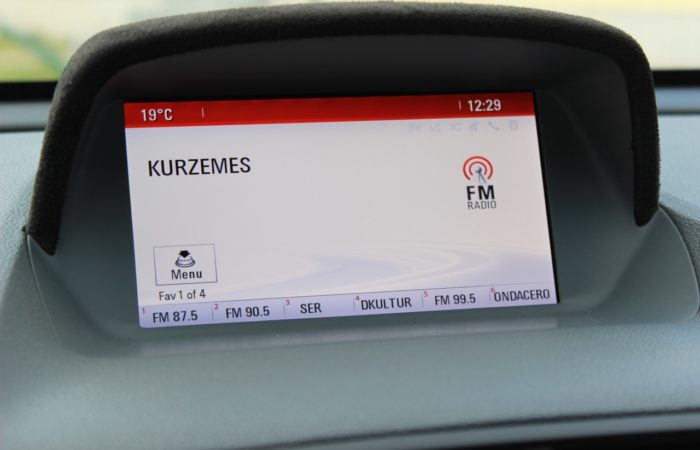 19°C 12:29
KURZEMES
FM
RADIO
Menu
Fav 1 of 4
1 FM 87.5 2 FM 90.5 3 SER 4 DKULTUR 5 FM 99.5 6 ONDACERO